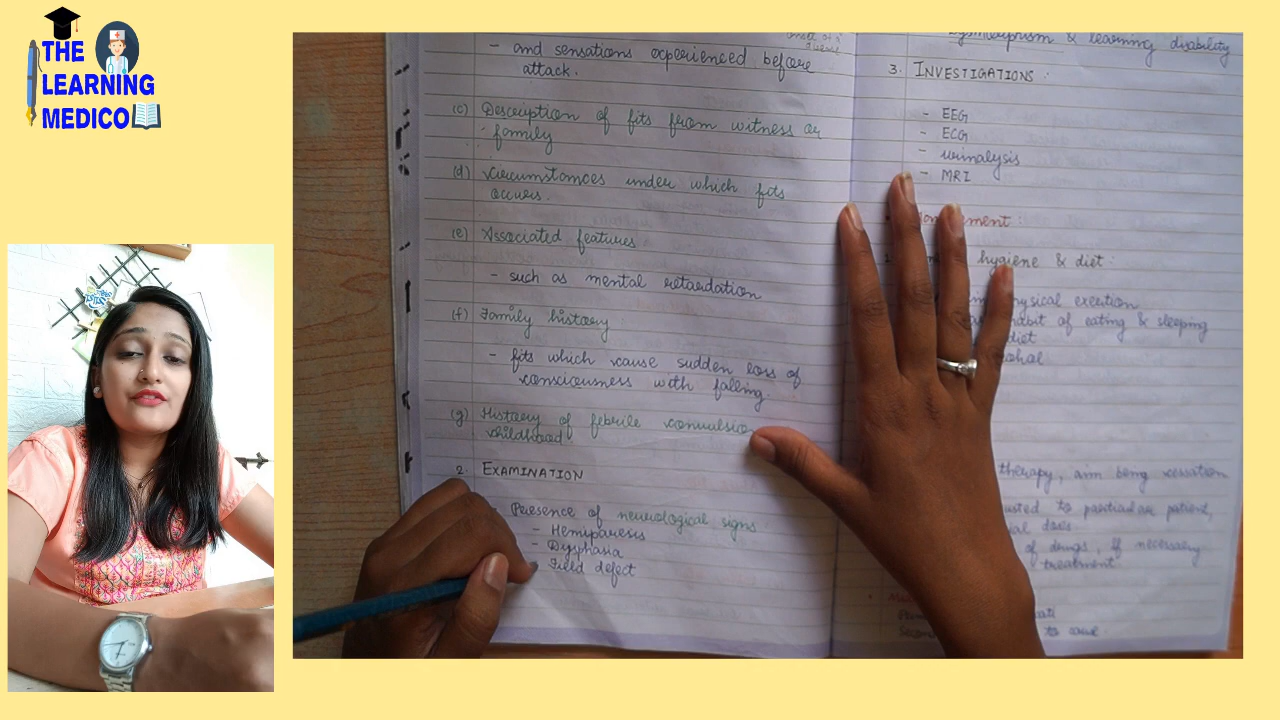 THE
LEARNING
MEDICO
- and sensations experienced before
attack.
(c) Description of fits from witness or
family
(d) Circumstances under which fits
occurs.
(e) Associated features
- such as mental retardation
(f) Family history
- fits which cause sudden loss of
consciousness with falling.
(g) History of febrile convulsion
childhood
2. EXAMINATION
- Presence of neurological signs
- Hemiparesis
- Dysphasia
- Field defect
& learning disability
3. INVESTIGATIONS :
- EEG
- ECG
- urinalysis
- MRI
hygiene & diet :
physical exertion
habit of eating & sleeping
diet
therapy, aim being cessation
to particular patient,
of drugs, if necessary
treatment.
to cause.